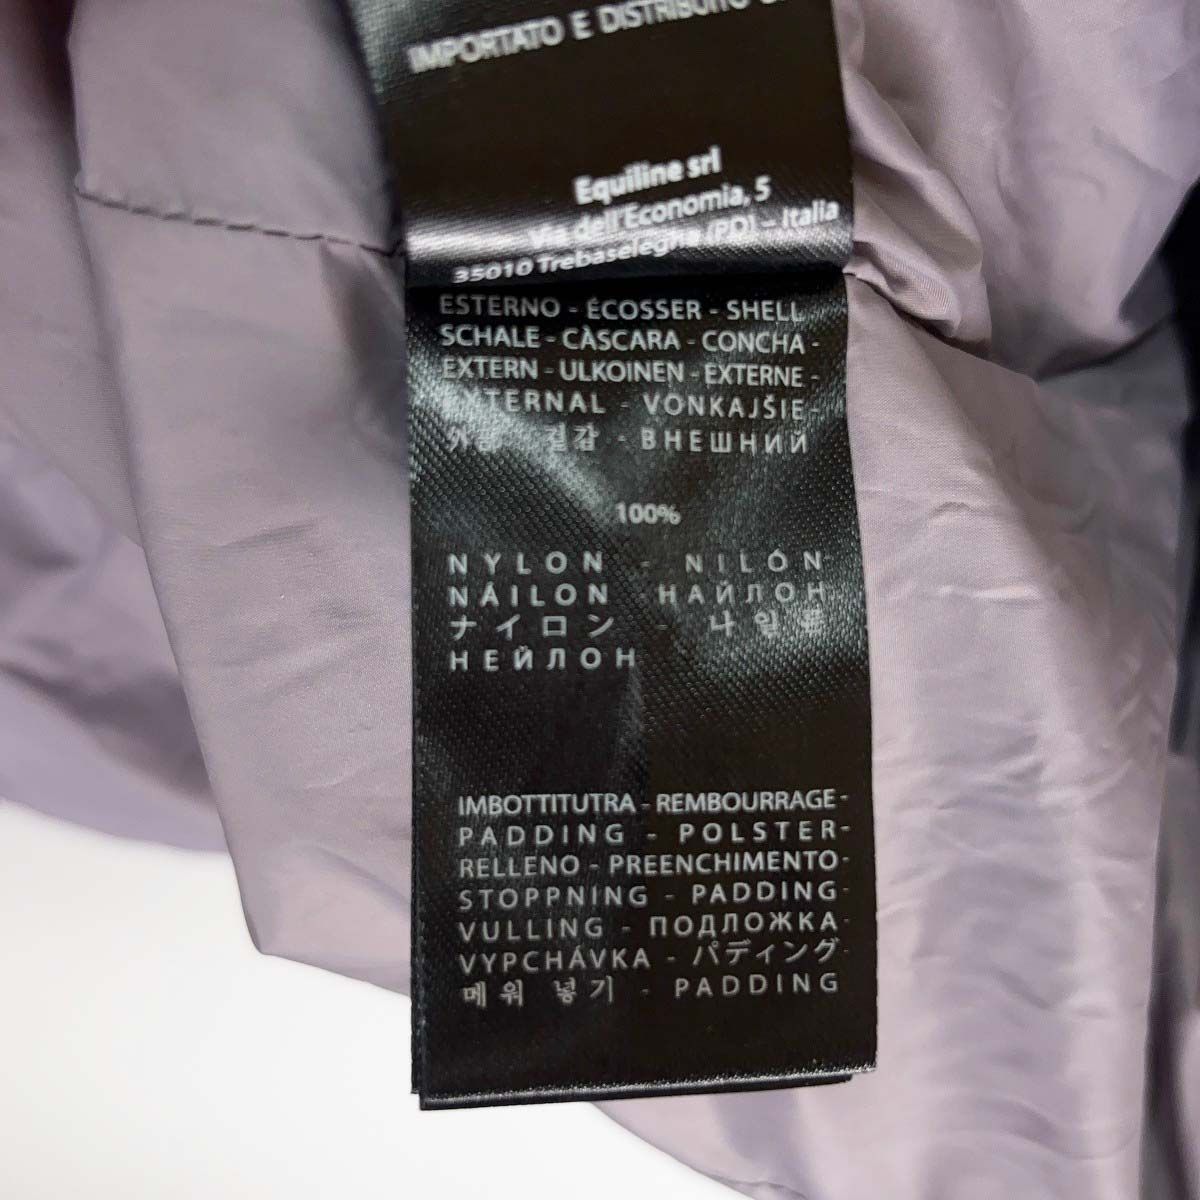 IMPORTATO E DISTRIBUITO
Equiline srl
Via dell'Economia, 5
35010 Trebaseleghe (PD) – Italia
ESTERNO - ÉCOSSER - SHELL
SCHALE - CÀSCARA - CONCHA -
EXTERN - ULKOINEN - EXTERNE -
EXTERNAL - VONKAJŠIE -
겉감 - ВНЕШНИЙ
100%
NYLON - NILÓN
NÁILON НАЙЛОН
ナイロン - 나일론
НЕЙЛОН
IMBOTTITUTRA - REMBOURRAGE -
PADDING - POLSTER -
RELLENO - PREENCHIMENTO -
STOPPNING - PADDING
VULLING - ПОДЛОЖКА
VYPCHÁVKA - パディング
메워 넣기 - PADDING